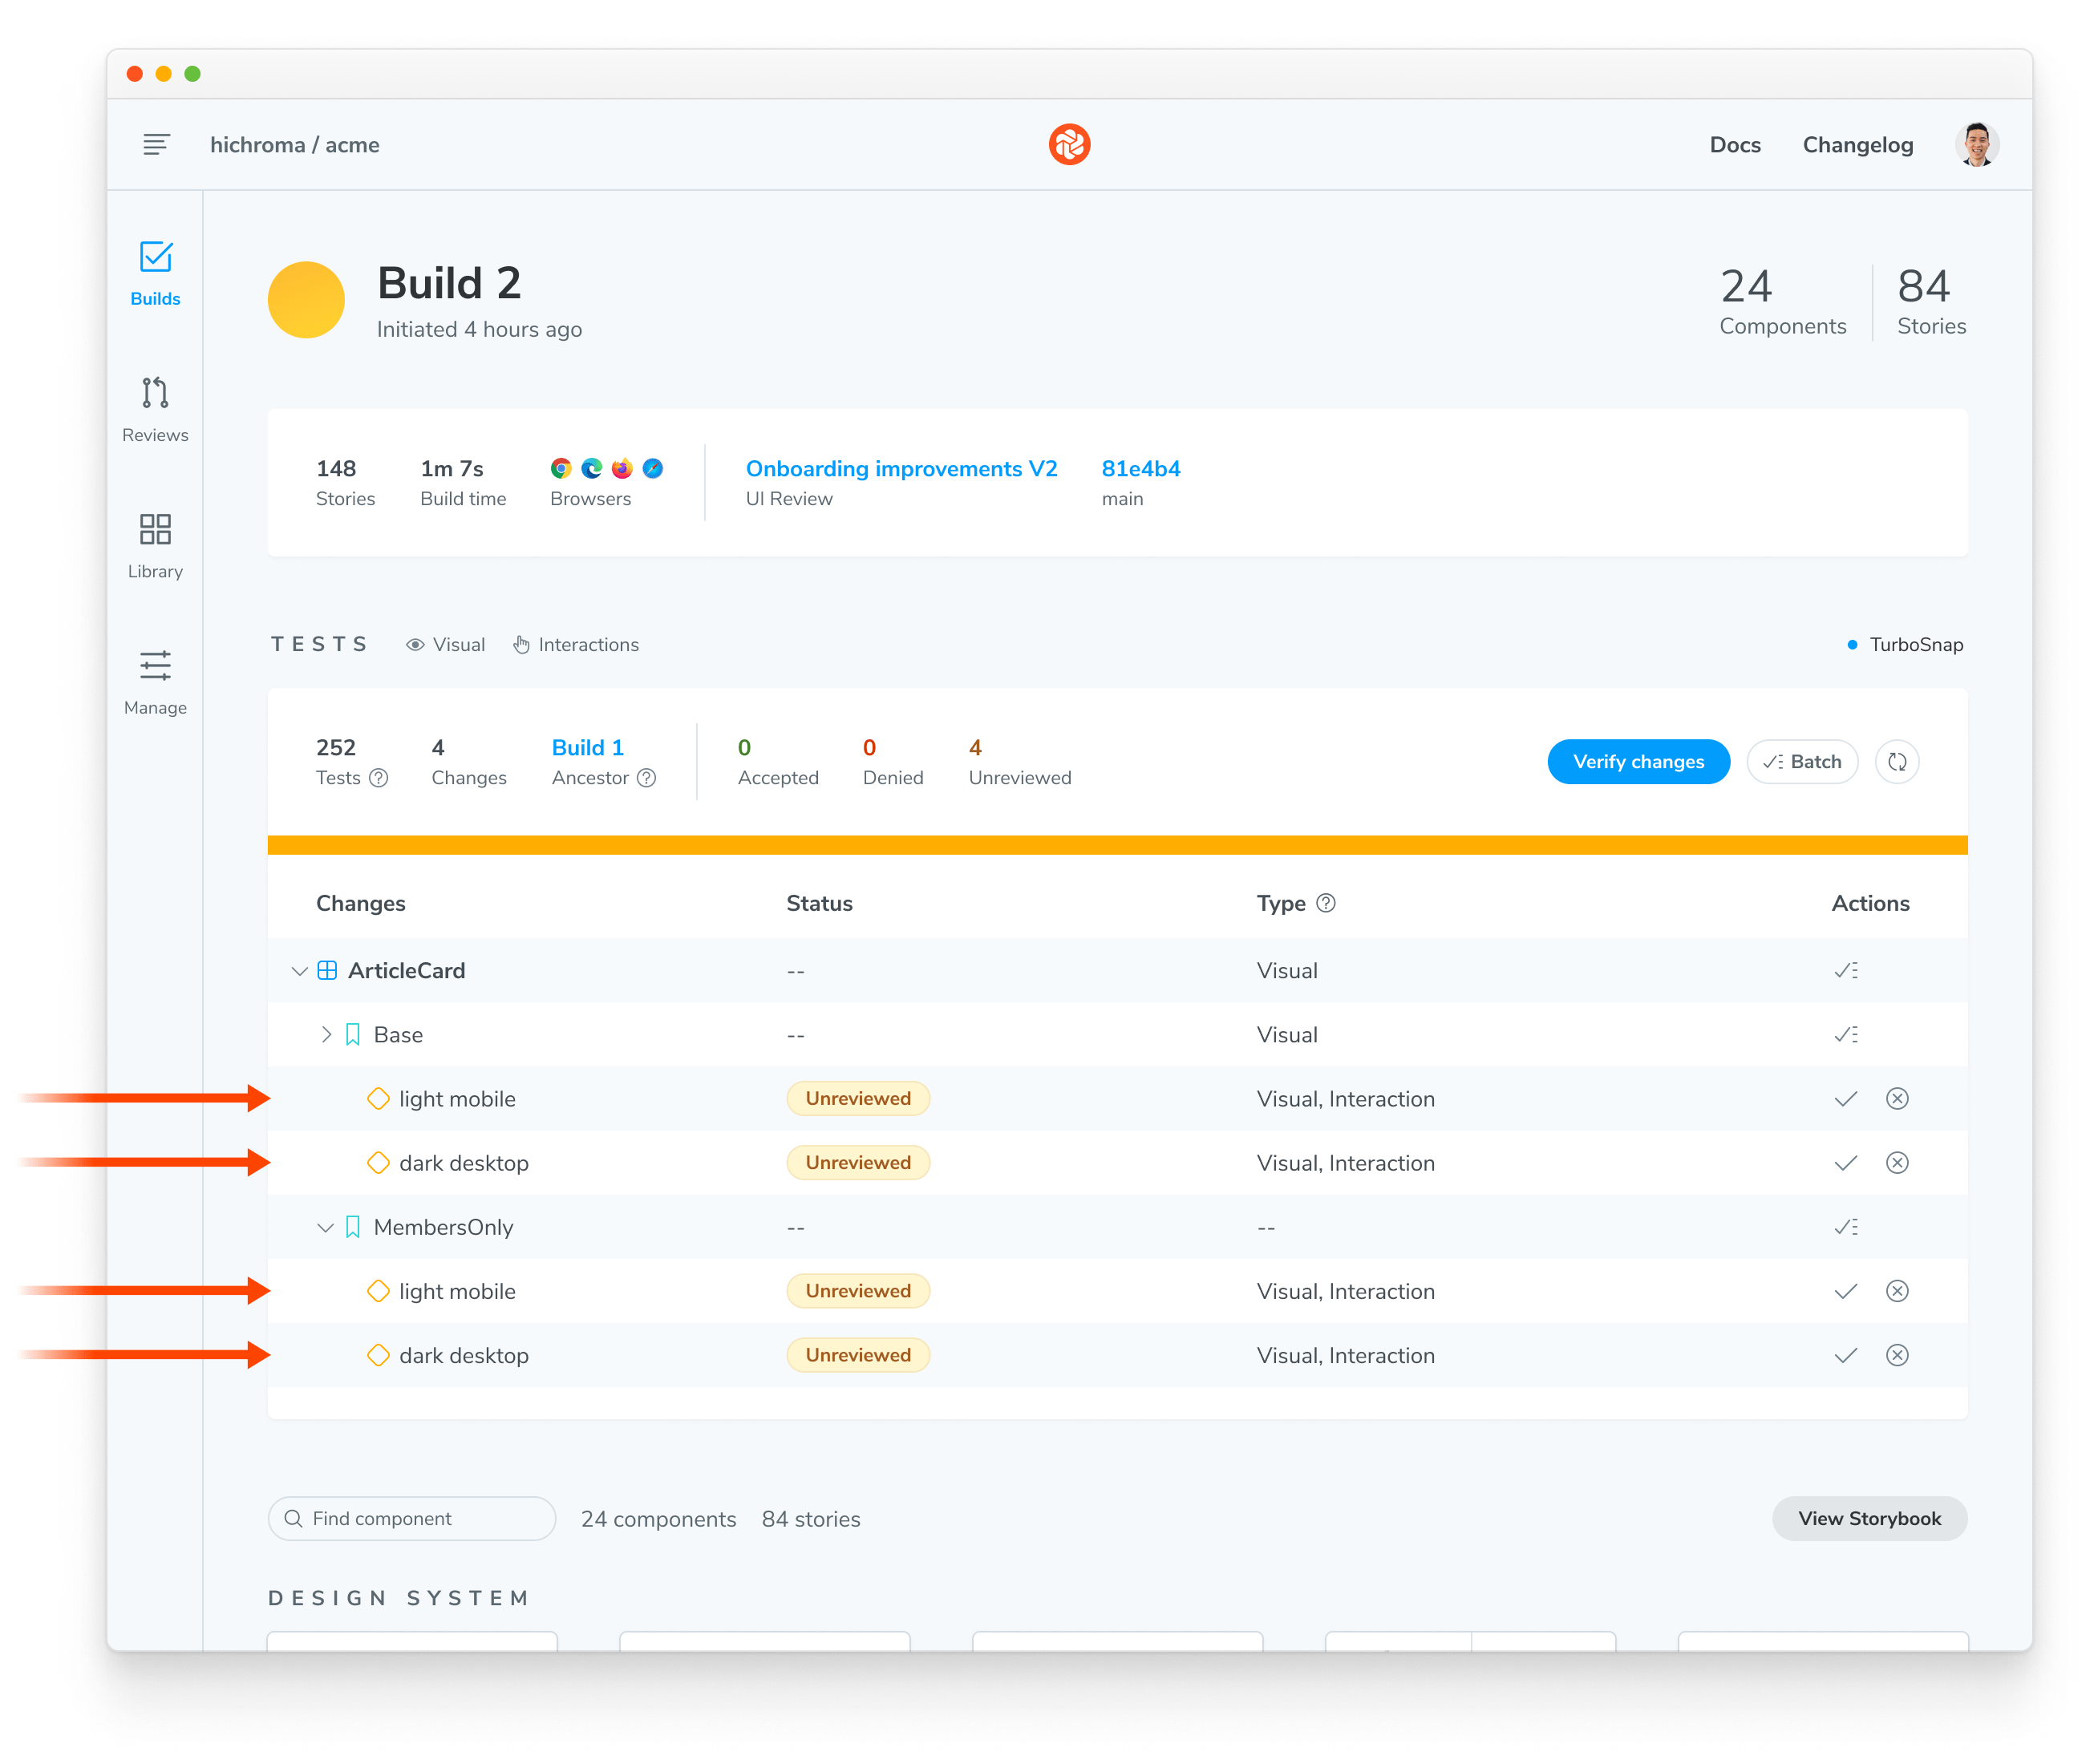 hichroma / acme
Docs Changelog
Builds
Reviews
Library
Manage
Build 2
Initiated 4 hours ago
24
Components
84
Stories
148
Stories
1m 7s
Build time
Browsers
Onboarding improvements V2
UI Review
81e4b4
main
TESTS Visual Interactions
TurboSnap
252
Tests ?
4
Changes
Build 1
Ancestor ?
0
Accepted
0
Denied
4
Unreviewed
Verify changes
Batch
Changes Status Type ? Actions
ArticleCard -- Visual
Base -- Visual
light mobile Unreviewed Visual, Interaction
dark desktop Unreviewed Visual, Interaction
MembersOnly -- --
light mobile Unreviewed Visual, Interaction
dark desktop Unreviewed Visual, Interaction
Find component 24 components 84 stories View Storybook
DESIGN SYSTEM